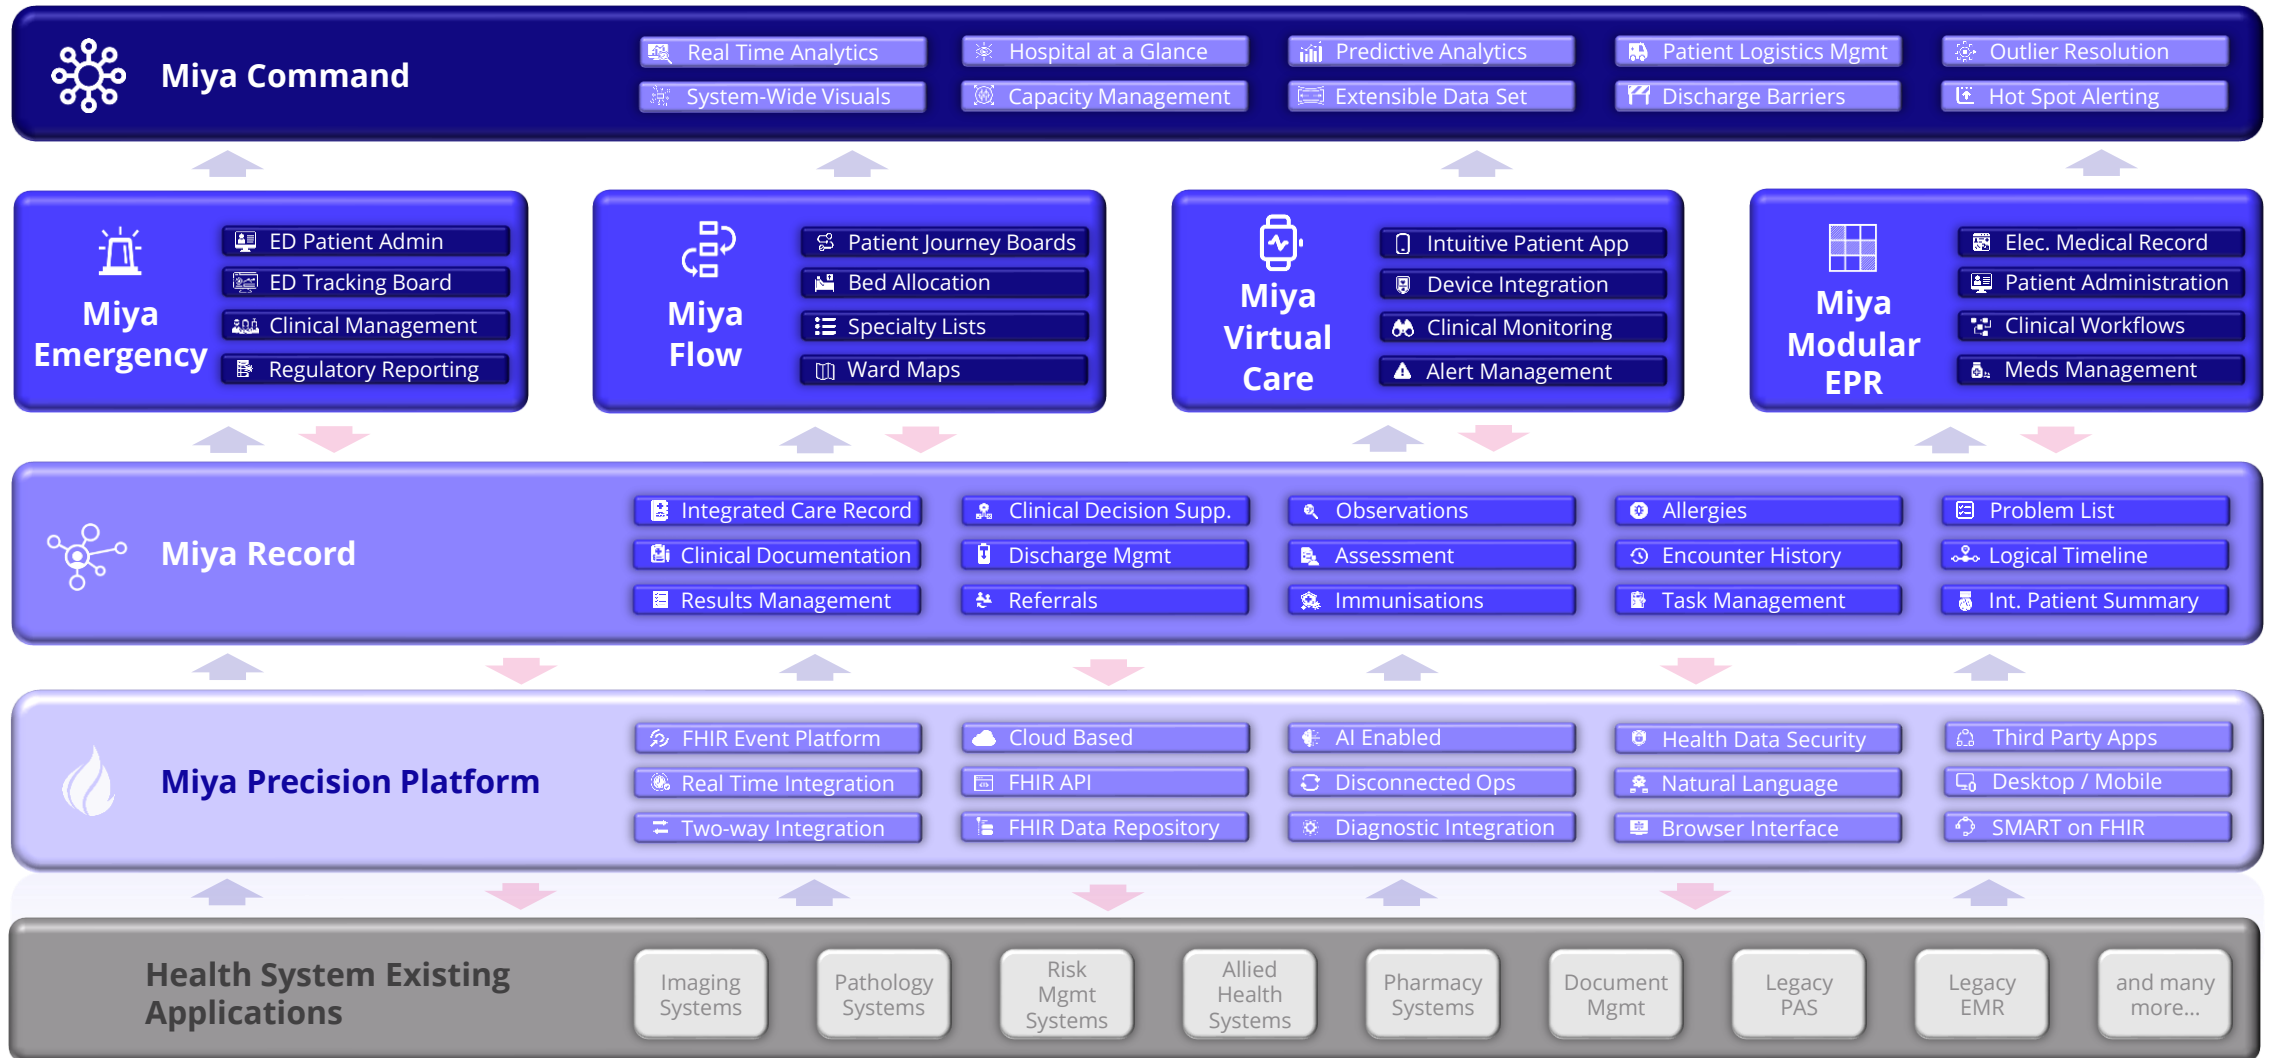 Miya Command
Real Time Analytics
Hospital at a Glance
Predictive Analytics
Patient Logistics Mgmt
Outlier Resolution
System-Wide Visuals
Capacity Management
Extensible Data Set
Discharge Barriers
Hot Spot Alerting
Miya
Emergency
ED Patient Admin
ED Tracking Board
Clinical Management
Regulatory Reporting
Miya
Flow
Patient Journey Boards
Bed Allocation
Specialty Lists
Ward Maps
Miya
Virtual
Care
Intuitive Patient App
Device Integration
Clinical Monitoring
Alert Management
Miya
Modular
EPR
Elec. Medical Record
Patient Administration
Clinical Workflows
Meds Management
Miya Record
Integrated Care Record
Clinical Decision Supp.
Observations
Allergies
Problem List
Clinical Documentation
Discharge Mgmt
Assessment
Encounter History
Logical Timeline
Results Management
Referrals
Immunisations
Task Management
Int. Patient Summary
Miya Precision Platform
FHIR Event Platform
Cloud Based
AI Enabled
Health Data Security
Third Party Apps
Real Time Integration
FHIR API
Disconnected Ops
Natural Language
Desktop / Mobile
Two-way Integration
FHIR Data Repository
Diagnostic Integration
Browser Interface
SMART on FHIR
Health System Existing
Applications
Imaging
Systems
Pathology
Systems
Risk
Mgmt
Systems
Allied
Health
Systems
Pharmacy
Systems
Document
Mgmt
Legacy
PAS
Legacy
EMR
and many
more...